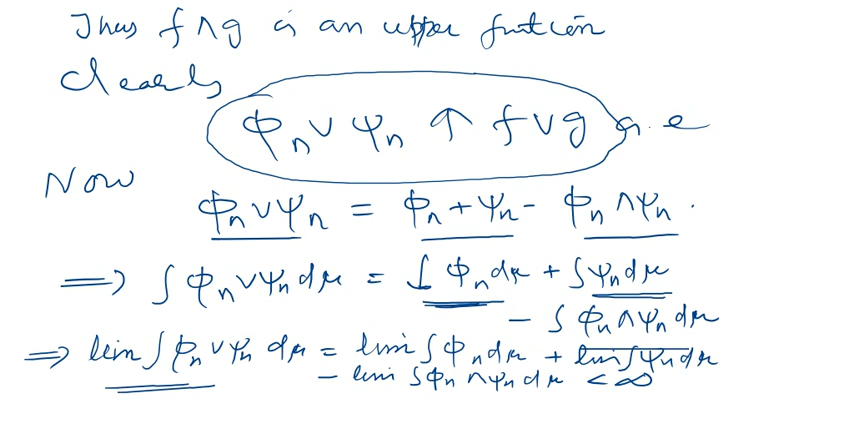 Thus f ∧ g is an upper function
Clearly
ϕn ∨ ψn ↑ f ∨ g a.e
Now
ϕn ∨ ψn = ϕn + ψn - ϕn ∧ ψn .
⟹ ∫ ϕn ∨ ψn dμ = ∫ ϕn dμ + ∫ ψn dμ
- ∫ ϕn ∧ ψn dμ
⟹ lim ∫ ϕn ∨ ψn dμ = lim ∫ ϕn dμ + lim ∫ ψn dμ
- lim ∫ ϕn ∧ ψn dμ < ∞